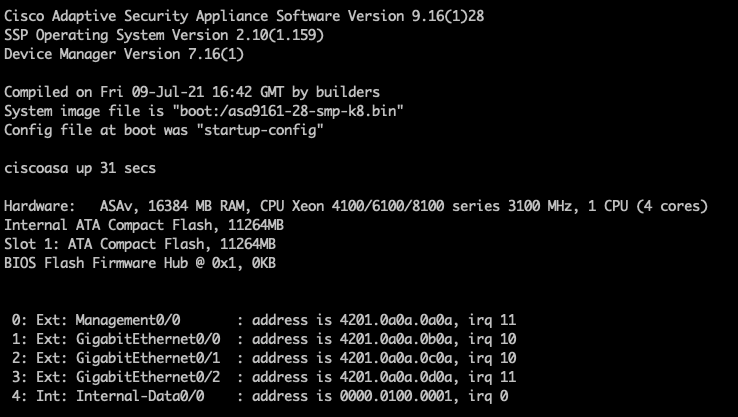 Cisco Adaptive Security Appliance Software Version 9.16(1)28
SSP Operating System Version 2.10(1.159)
Device Manager Version 7.16(1)
Compiled on Fri 09-Jul-21 16:42 GMT by builders
System image file is "boot:/asa9161-28-smp-k8.bin"
Config file at boot was "startup-config"
ciscoasa up 31 secs
Hardware:   ASAv, 16384 MB RAM, CPU Xeon 4100/6100/8100 series 3100 MHz, 1 CPU (4 cores)
Internal ATA Compact Flash, 11264MB
Slot 1: ATA Compact Flash, 11264MB
BIOS Flash Firmware Hub @ 0x1, 0KB
0: Ext: Management0/0       : address is 4201.0a0a.0a0a, irq 11
1: Ext: GigabitEthernet0/0  : address is 4201.0a0a.0b0a, irq 10
2: Ext: GigabitEthernet0/1  : address is 4201.0a0a.0c0a, irq 10
3: Ext: GigabitEthernet0/2  : address is 4201.0a0a.0d0a, irq 11
4: Int: Internal-Data0/0    : address is 0000.0100.0001, irq 0